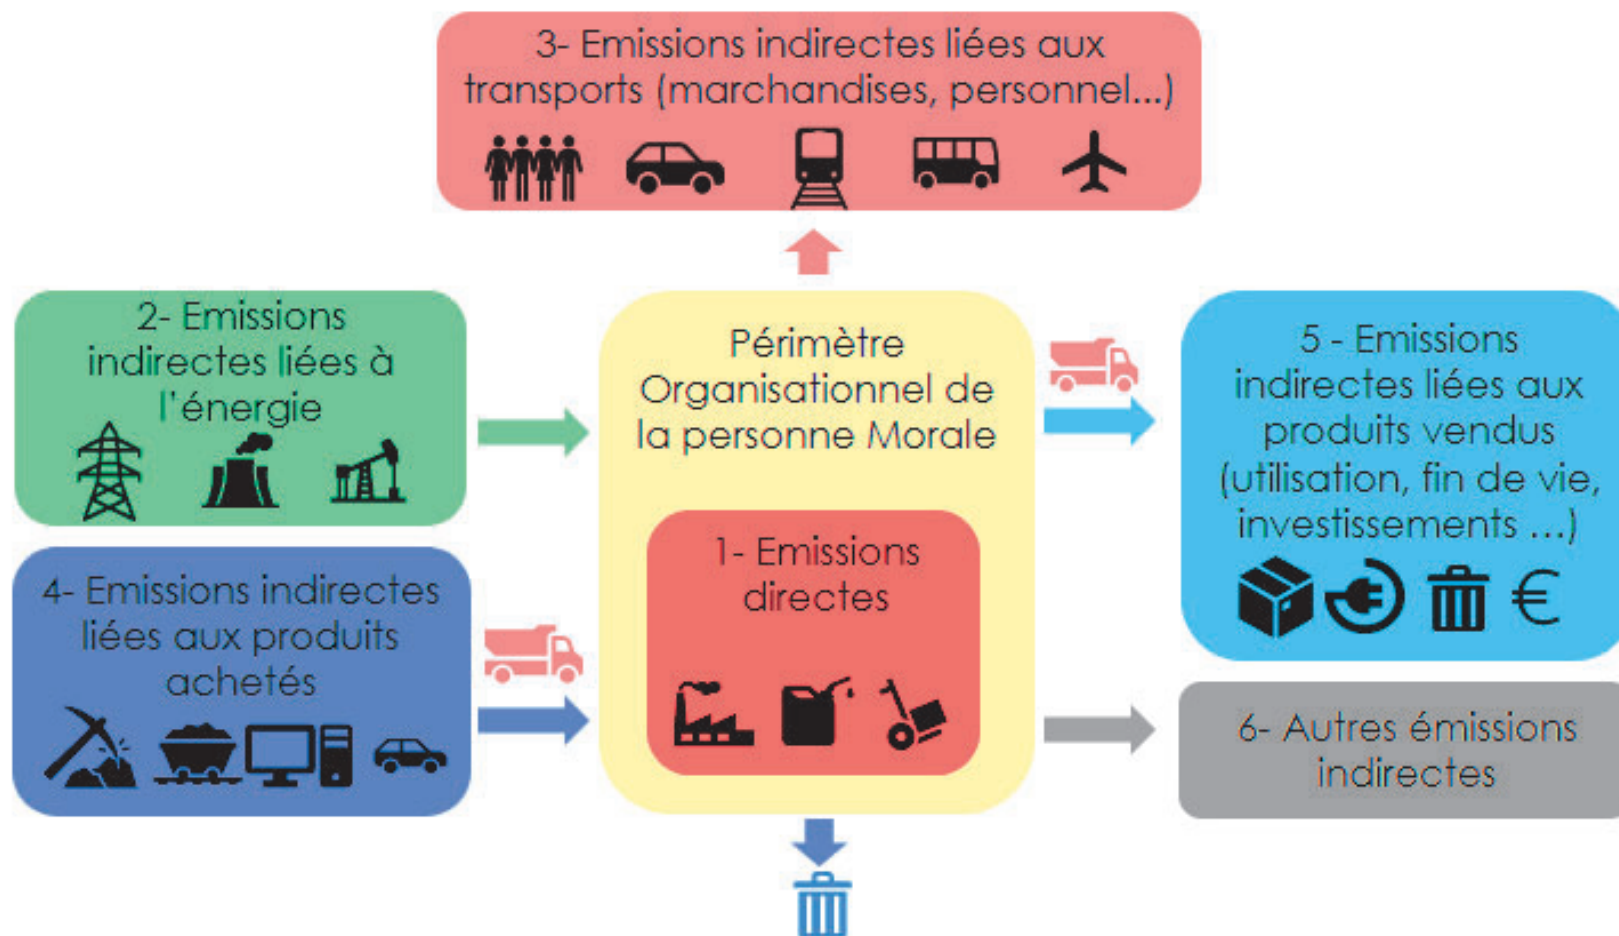 3- Emissions indirectes liées aux
transports (marchandises, personnel...)
2- Emissions
indirectes liées à
l'énergie
Périmètre
Organisationnel de
la personne Morale
5 - Emissions
indirectes liées aux
produits vendus
(utilisation, fin de vie,
investissements ...)
€
1- Emissions
directes
4- Emissions indirectes
liées aux produits
achetés
6- Autres émissions
indirectes